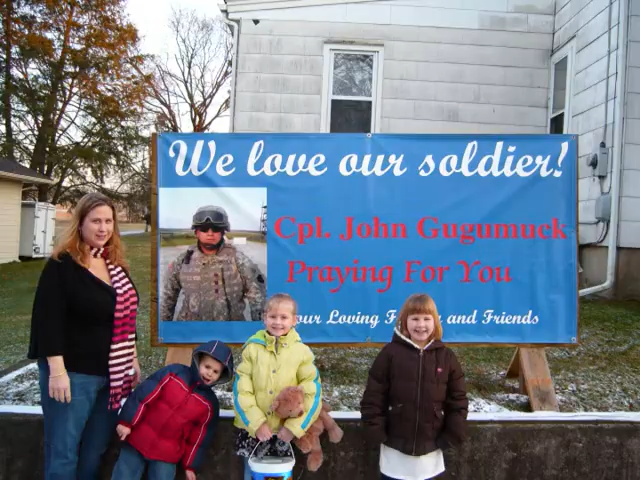 We love our soldier!
Cpl. John Gugumuck
Praying For You
our Loving and Friends